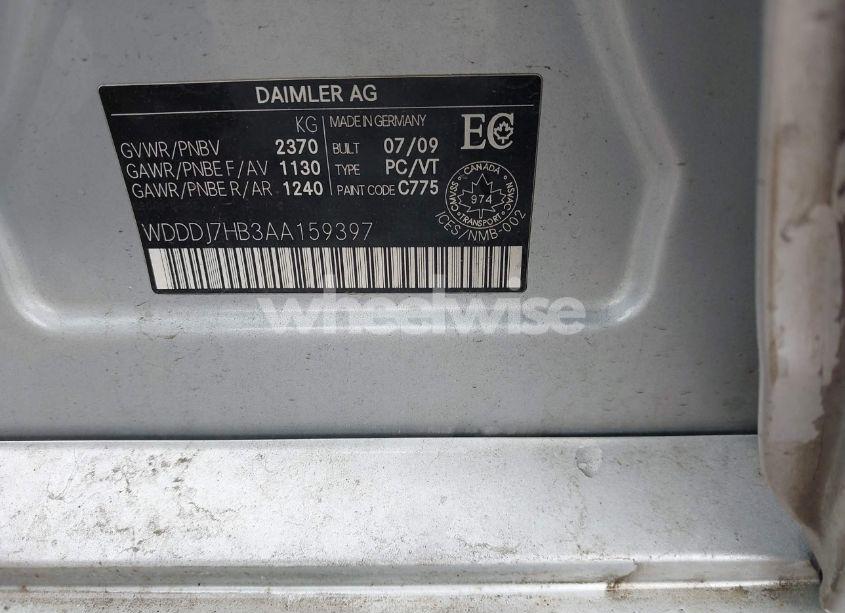 DAIMLER AG
KG
MADE IN GERMANY
GVWR/PNBV 2370 BUILT 07/09
GAWR/PNBE F/AV 1130 TYPE PC/VT
GAWR/PNBE R/AR 1240 PAINT CODE C775
EC
CANADA
CMVSS 974 NSVAC
TRANSPORT
ICES/NMB-002
WDDDJ7HB3AA159397
wheelwise